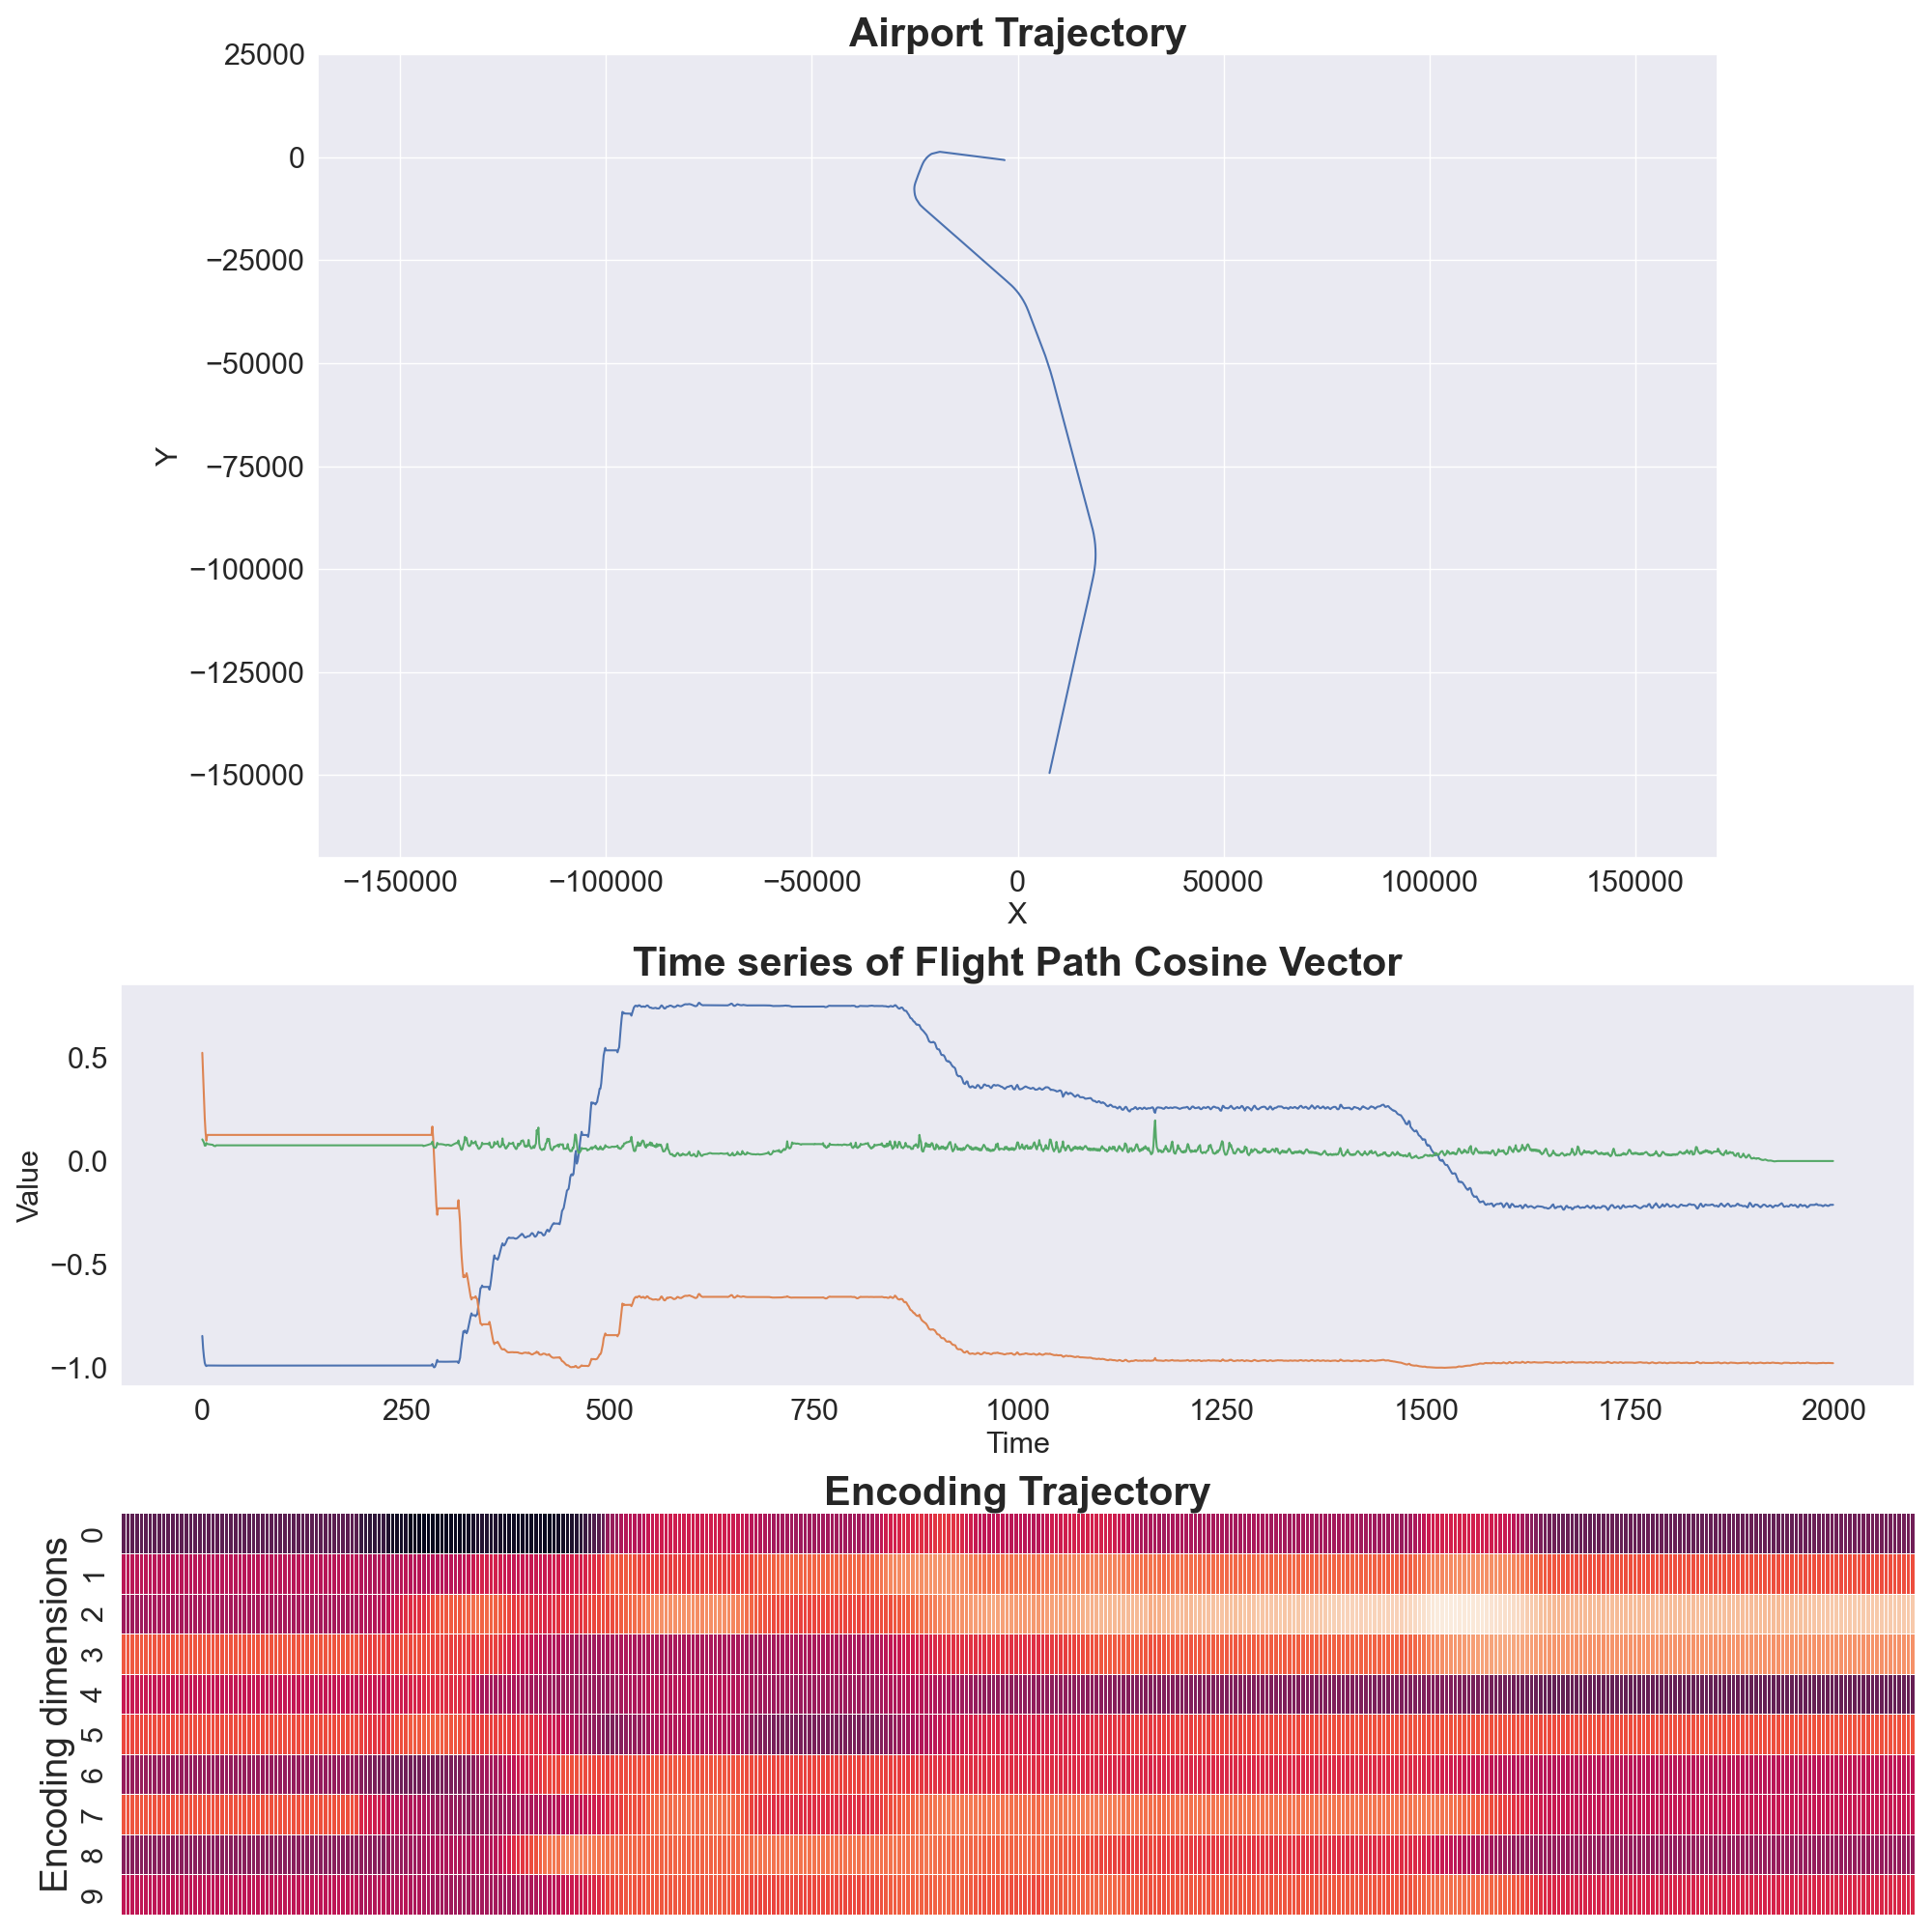 Airport Trajectory
25000
0
−25000
−50000
−75000
−100000
−125000
−150000
Y
−150000 −100000 −50000 0 50000 100000 150000
X
Time series of Flight Path Cosine Vector
0.5
0.0
−0.5
−1.0
Value
0 250 500 750 1000 1250 1500 1750 2000
Time
Encoding Trajectory
Encoding dimensions
0
1
2
3
4
5
6
7
8
9